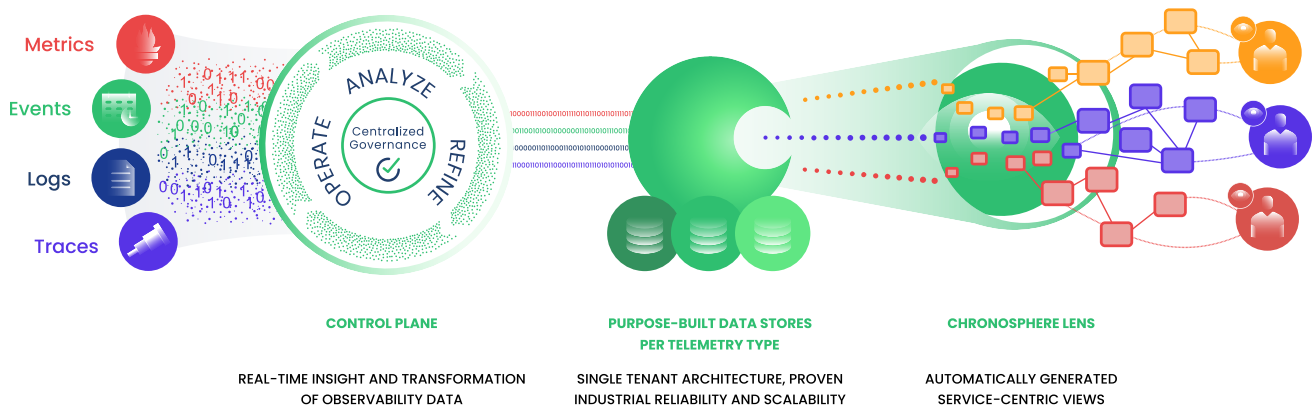 Metrics
Events
Logs
Traces
ANALYZE
REFINE
OPERATE
Centralized
Governance
CONTROL PLANE
REAL-TIME INSIGHT AND TRANSFORMATION
OF OBSERVABILITY DATA
PURPOSE-BUILT DATA STORES
PER TELEMETRY TYPE
SINGLE TENANT ARCHITECTURE, PROVEN
INDUSTRIAL RELIABILITY AND SCALABILITY
CHRONOSPHERE LENS
AUTOMATICALLY GENERATED
SERVICE-CENTRIC VIEWS